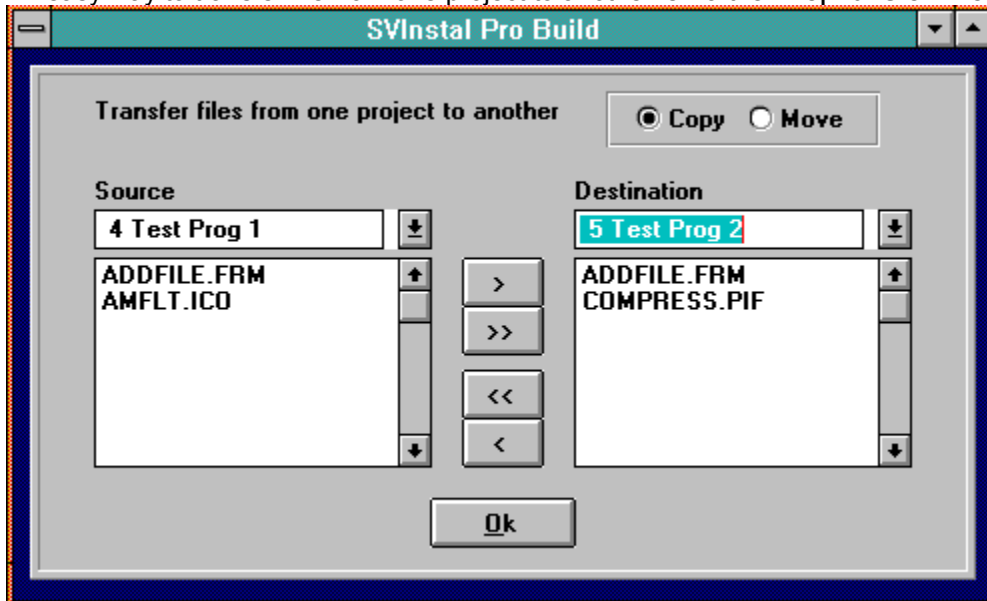 SVInstal Pro Build
Transfer files from one project to another
Copy Move
Source Destination
4 Test Prog 1 5 Test Prog 2
ADDFILE.FRM ADDFILE.FRM
AMFLT.ICO COMPRESS.PIF
>
>>
<<
<
Ok